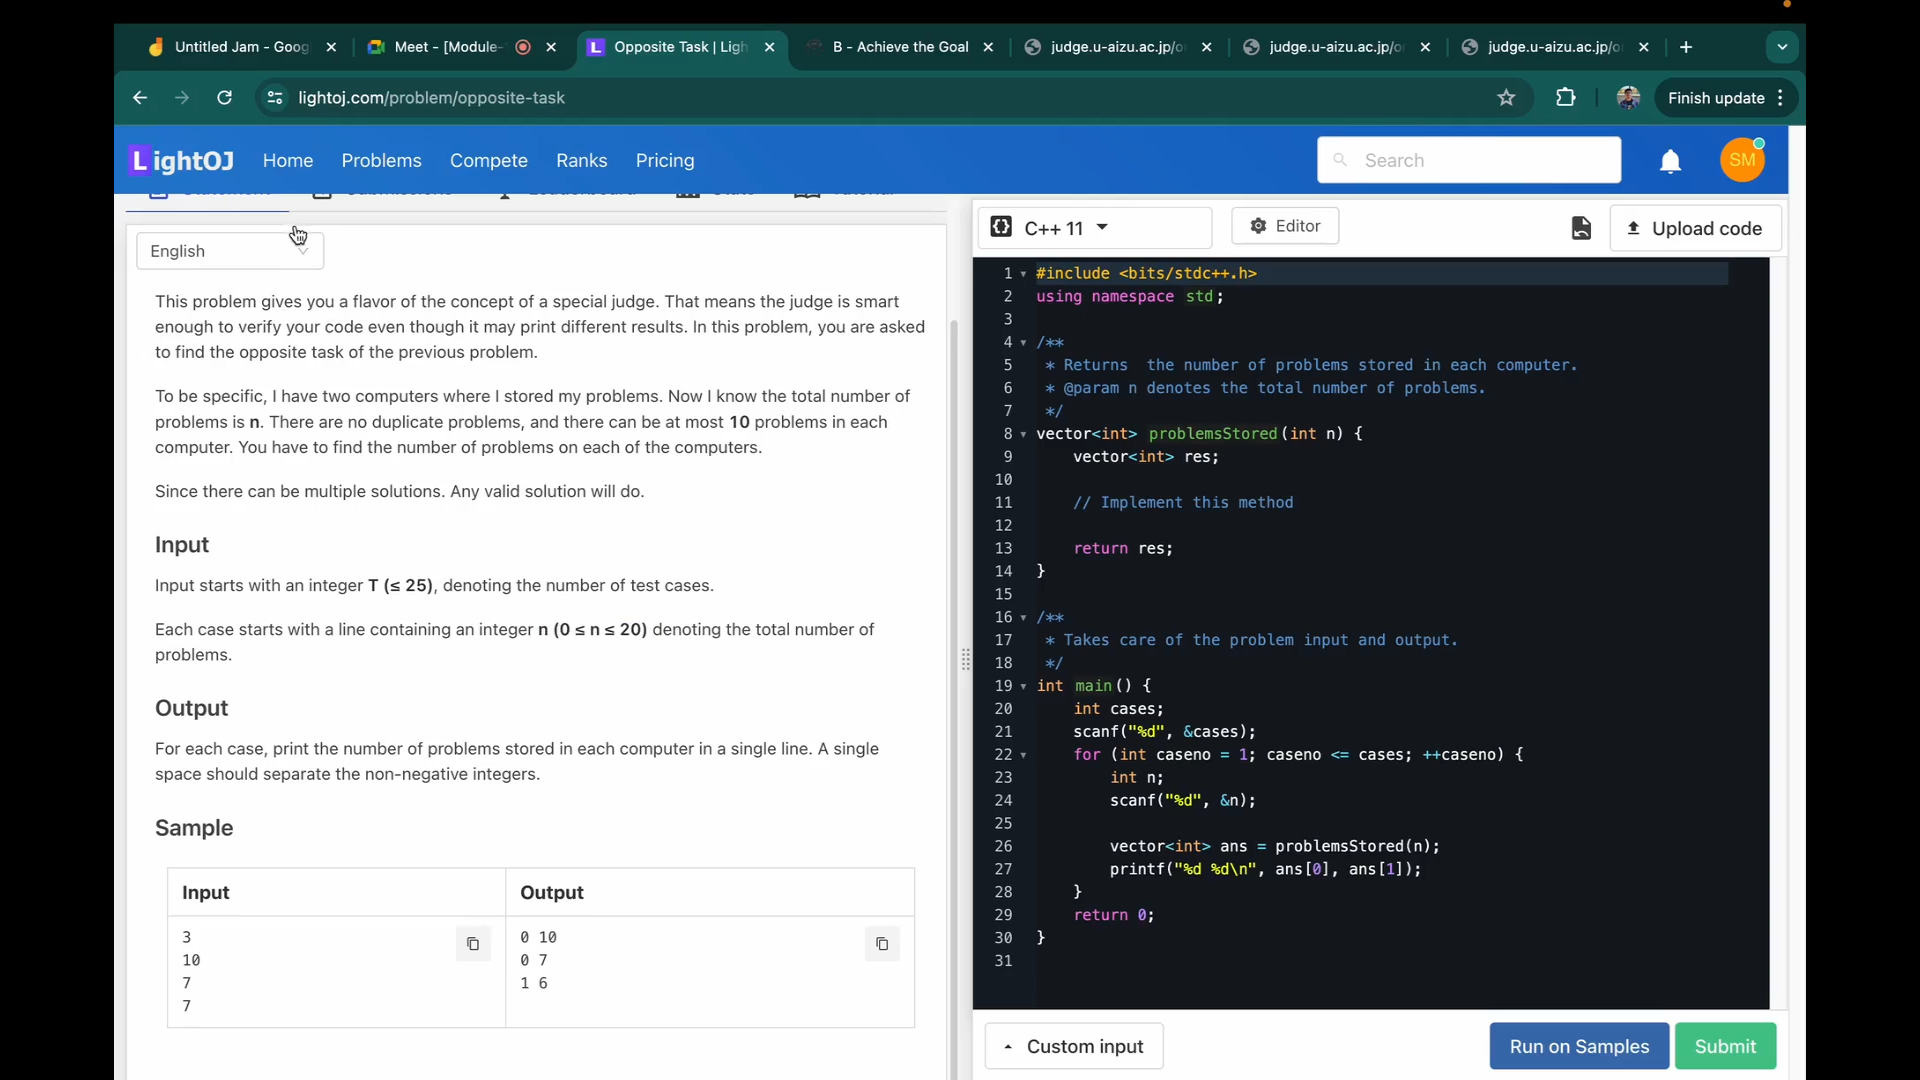 Untitled Jam - Goog
Meet - [Module-
Opposite Task | Ligh
B - Achieve the Goal
judge.u-aizu.ac.jp/o
judge.u-aizu.ac.jp/o
judge.u-aizu.ac.jp/o
lightoj.com/problem/opposite-task
Finish update
LightOJ
Home
Problems
Compete
Ranks
Pricing
Search
SM
English
This problem gives you a flavor of the concept of a special judge. That means the judge is smart
enough to verify your code even though it may print different results. In this problem, you are asked
to find the opposite task of the previous problem.
To be specific, I have two computers where I stored my problems. Now I know the total number of
problems is n. There are no duplicate problems, and there can be at most 10 problems in each
computer. You have to find the number of problems on each of the computers.
Since there can be multiple solutions. Any valid solution will do.
Input
Input starts with an integer T (≤ 25), denoting the number of test cases.
Each case starts with a line containing an integer n (0 ≤ n ≤ 20) denoting the total number of
problems.
Output
For each case, print the number of problems stored in each computer in a single line. A single
space should separate the non-negative integers.
Sample
Input Output
3
10
7
7
0 10
0 7
1 6
C++ 11
Editor
Upload code
1 #include <bits/stdc++.h>
2 using namespace std;
3
4 /**
5  * Returns  the number of problems stored in each computer.
6  * @param n denotes the total number of problems.
7  */
8 vector<int> problemsStored(int n) {
9     vector<int> res;
10
11     // Implement this method
12
13     return res;
14 }
15
16 /**
17  * Takes care of the problem input and output.
18  */
19 int main() {
20     int cases;
21     scanf("%d", &cases);
22     for (int caseno = 1; caseno <= cases; ++caseno) {
23         int n;
24         scanf("%d", &n);
25
26         vector<int> ans = problemsStored(n);
27         printf("%d %d\n", ans[0], ans[1]);
28     }
29     return 0;
30 }
31
Custom input
Run on Samples
Submit